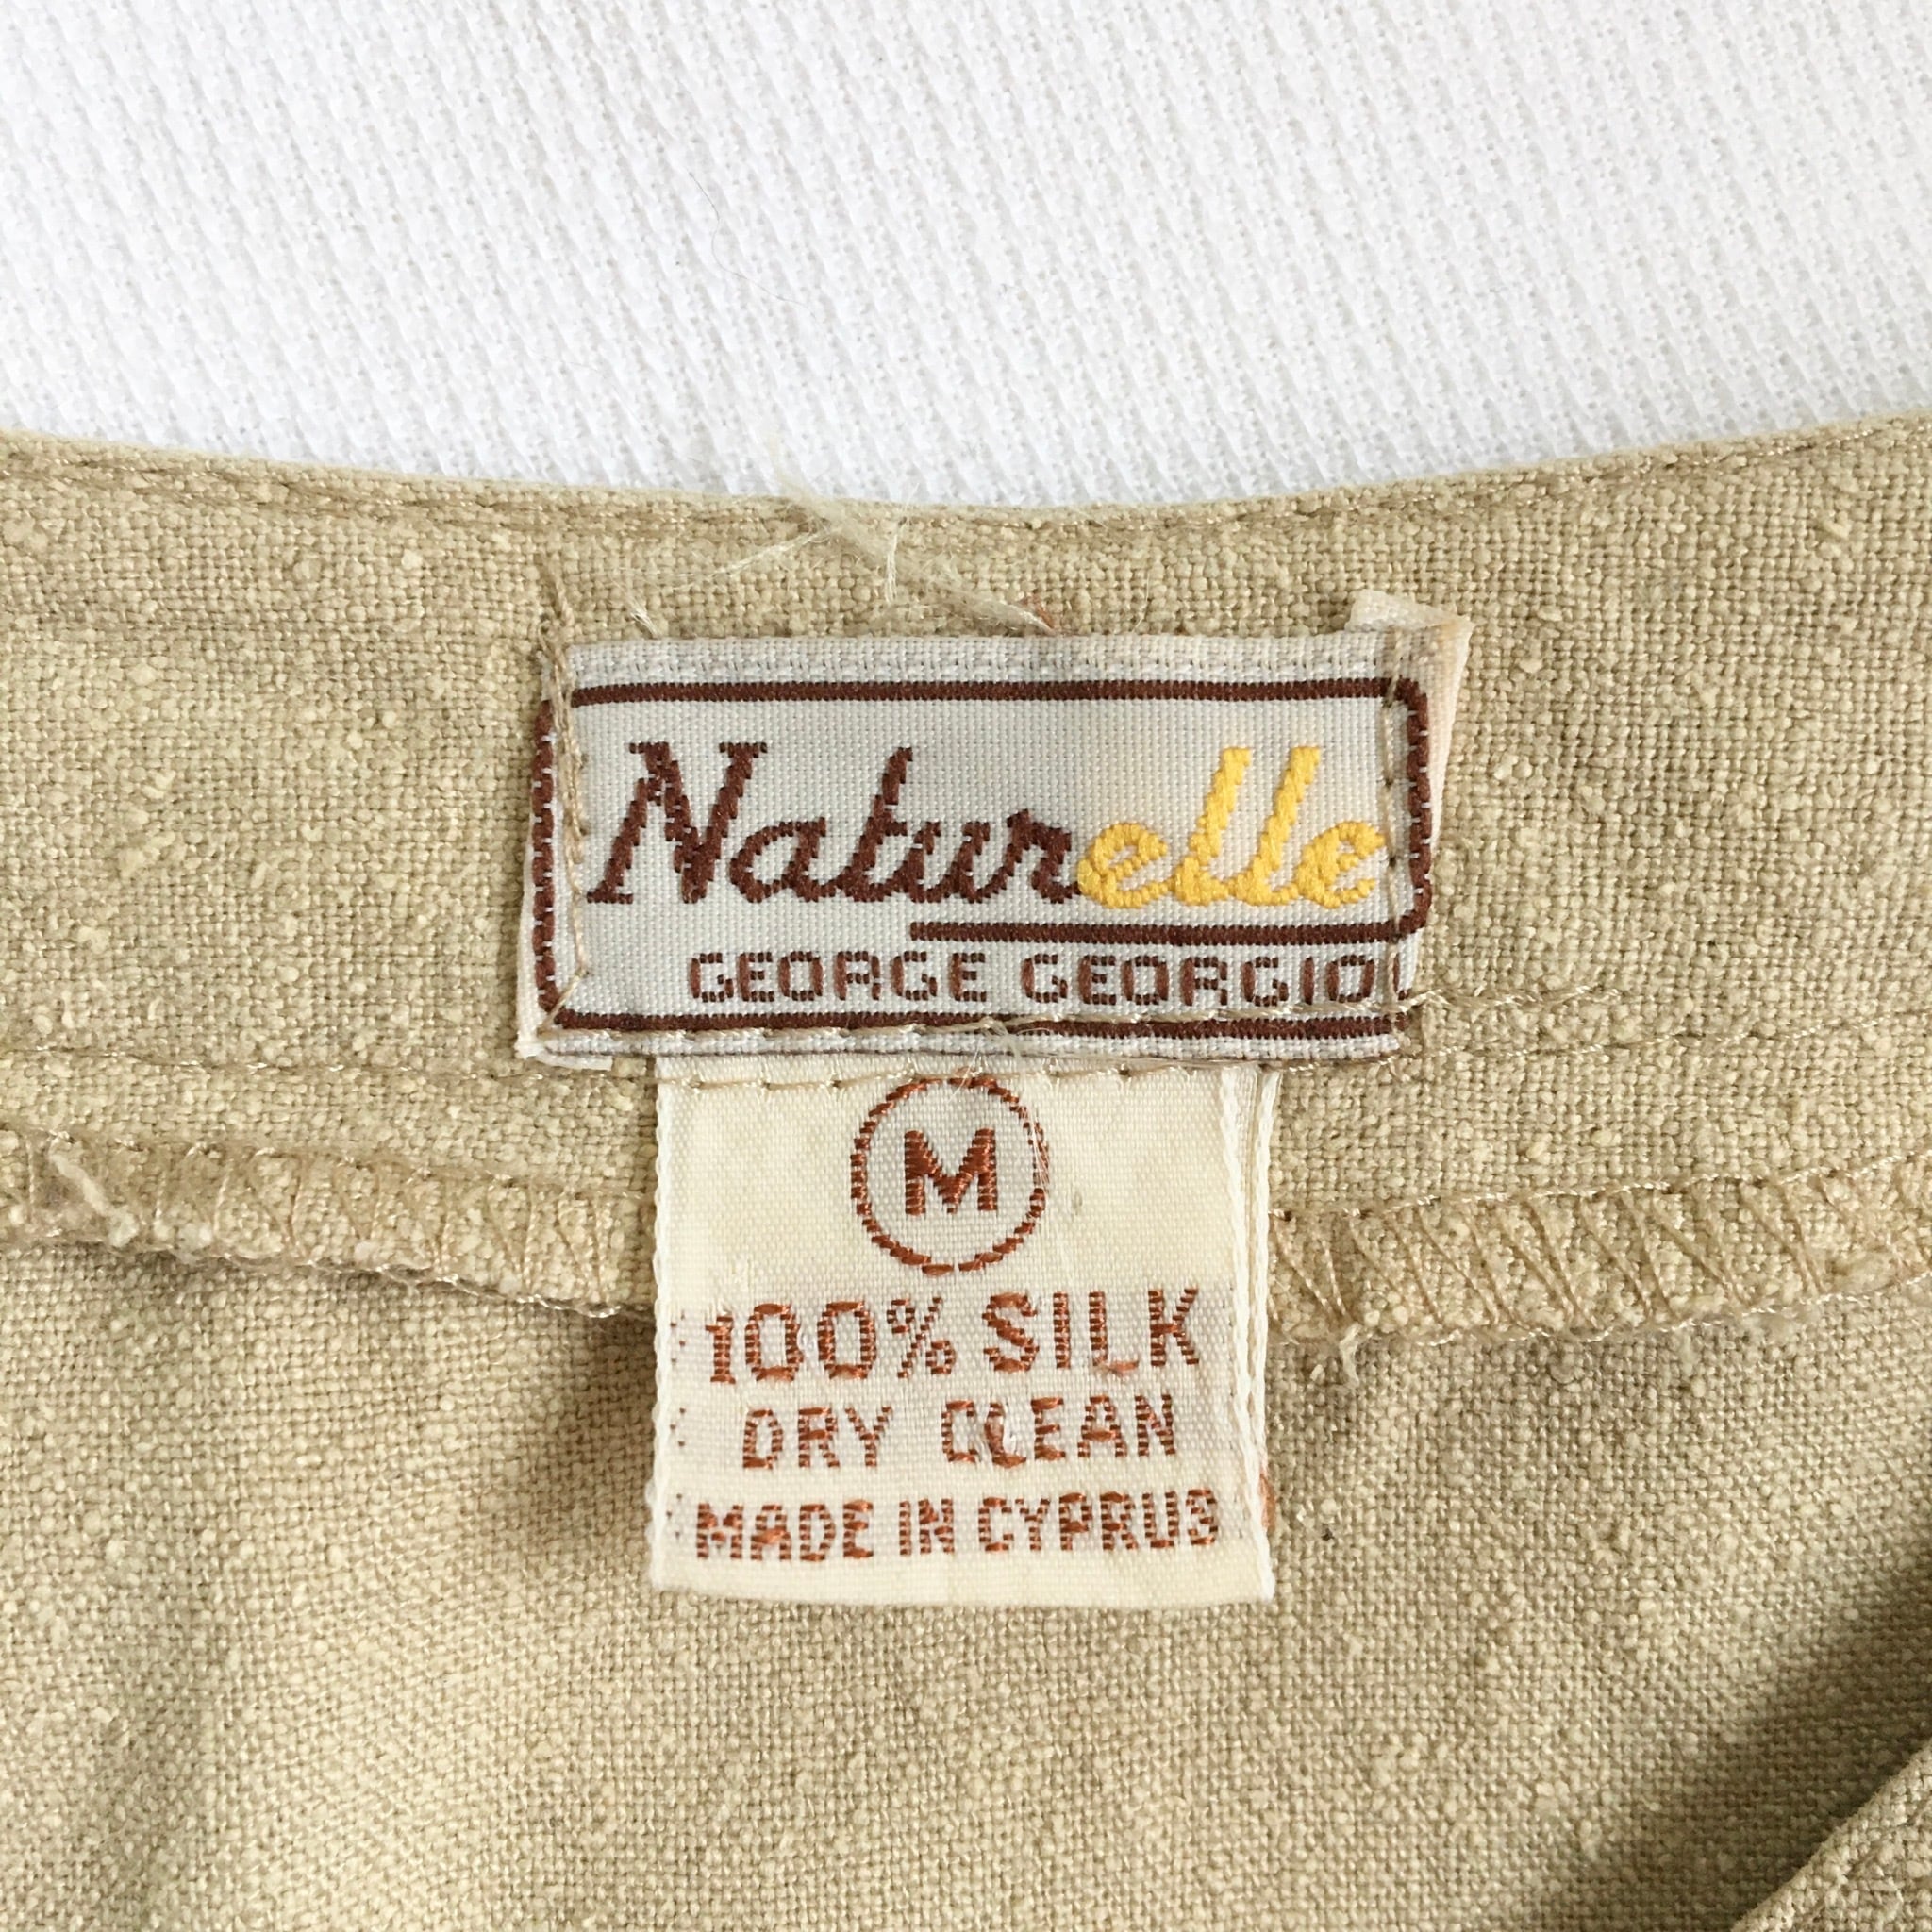 Naturelle
GEORGE GEORGIOU
M
100% SILK
DRY CLEAN
MADE IN CYPRUS